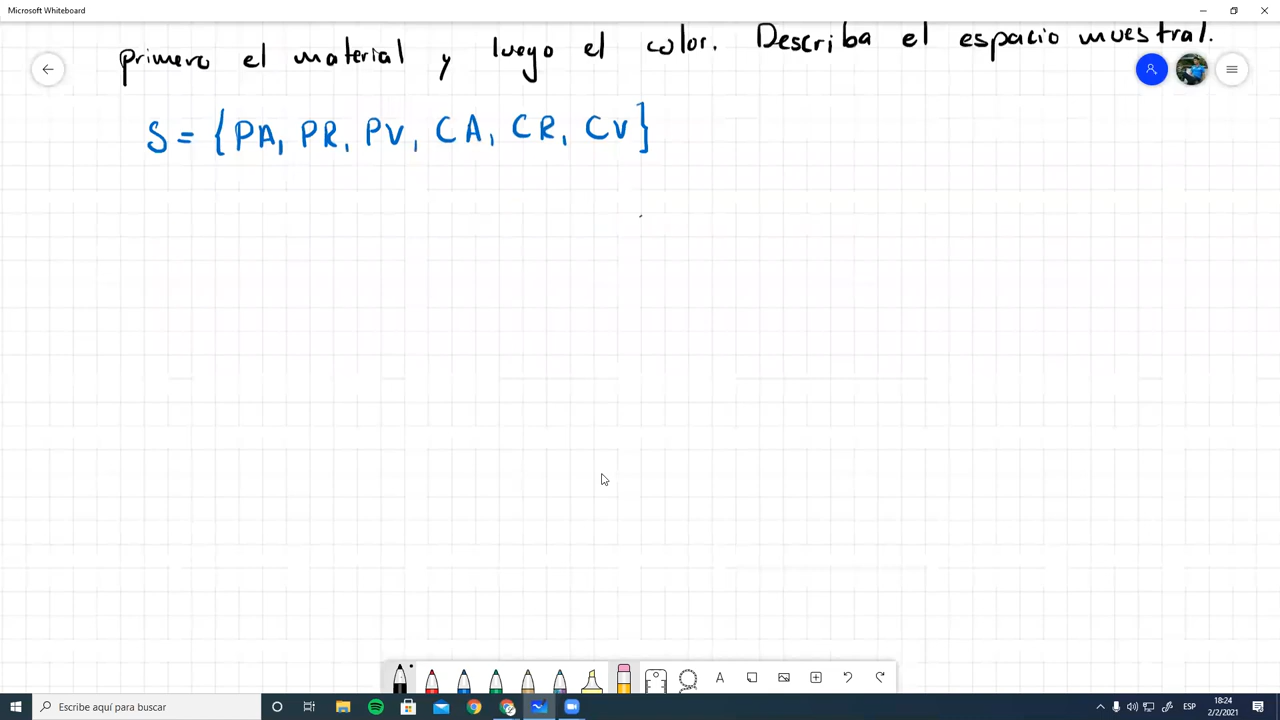 Microsoft Whiteboard
primero el material y luego el color. Describa el espacio muestral.
S = {PA, PR, PV, CA, CR, CV}
A
Escribe aquí para buscar
ESP
18:24
2/2/2021